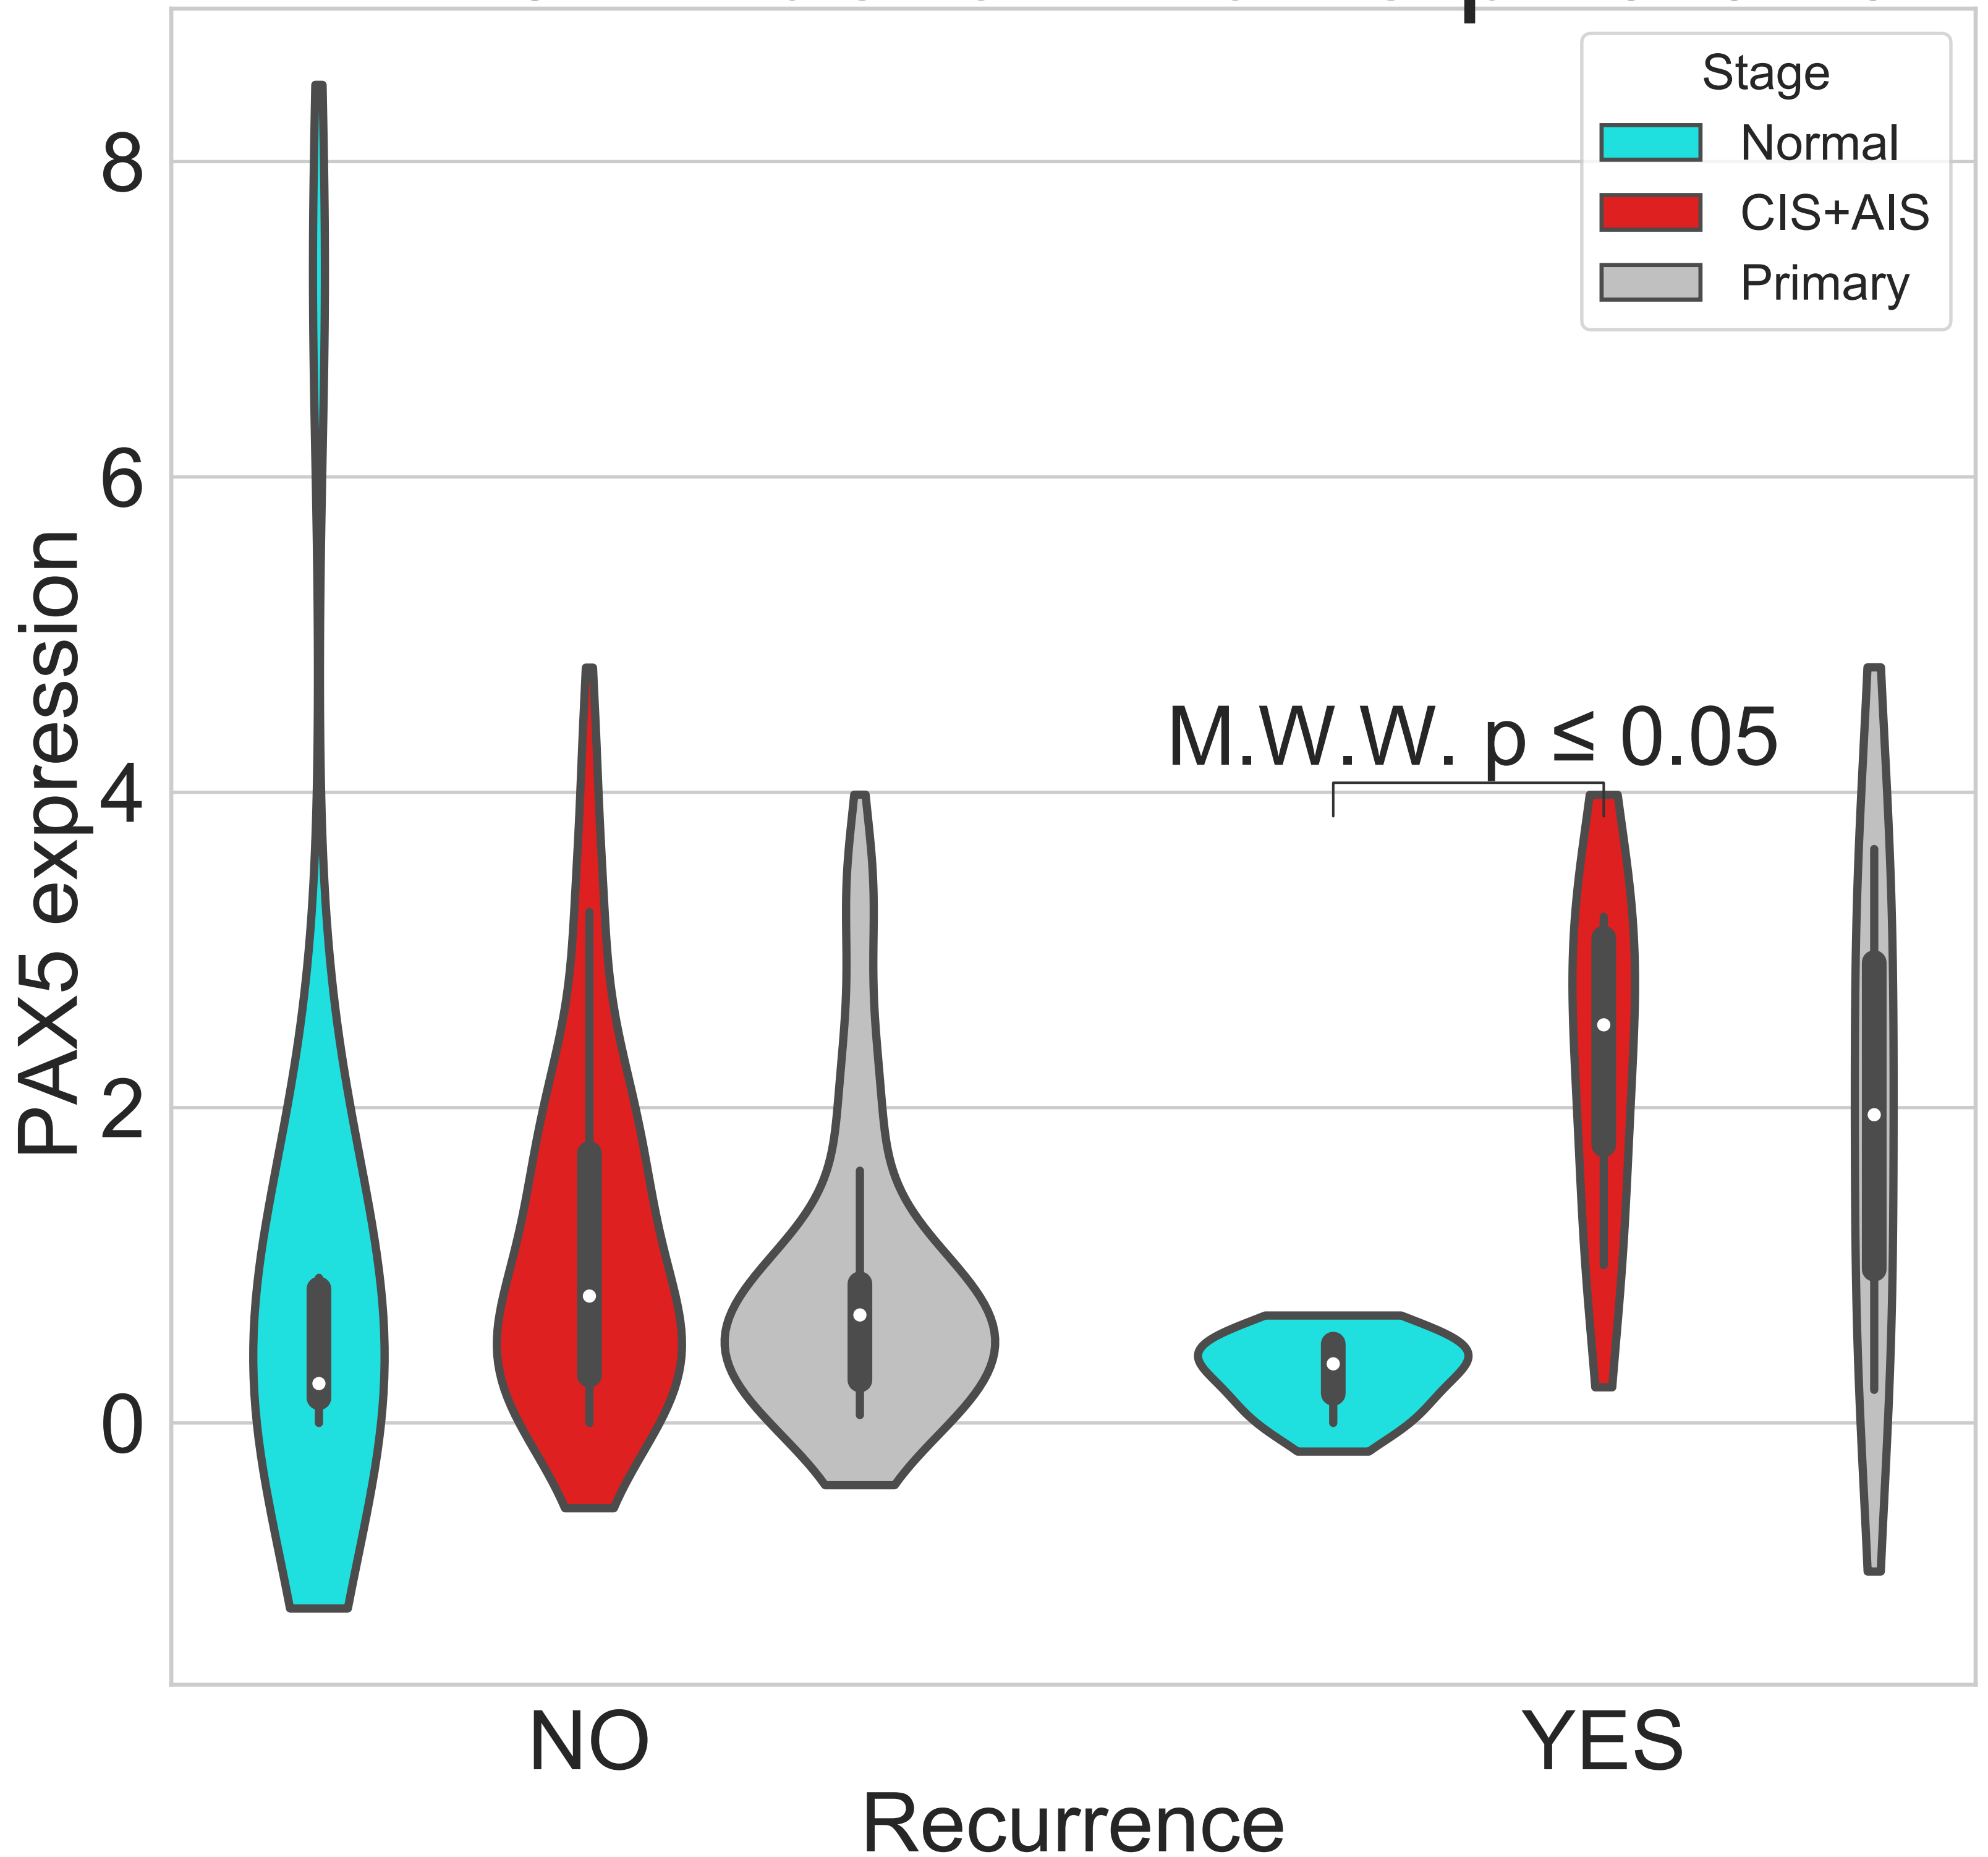 Stage
Normal
CIS+AIS
Primary
8
6
4
2
0
PAX5 expression
M.W.W. p ≤ 0.05
NO
YES
Recurrence